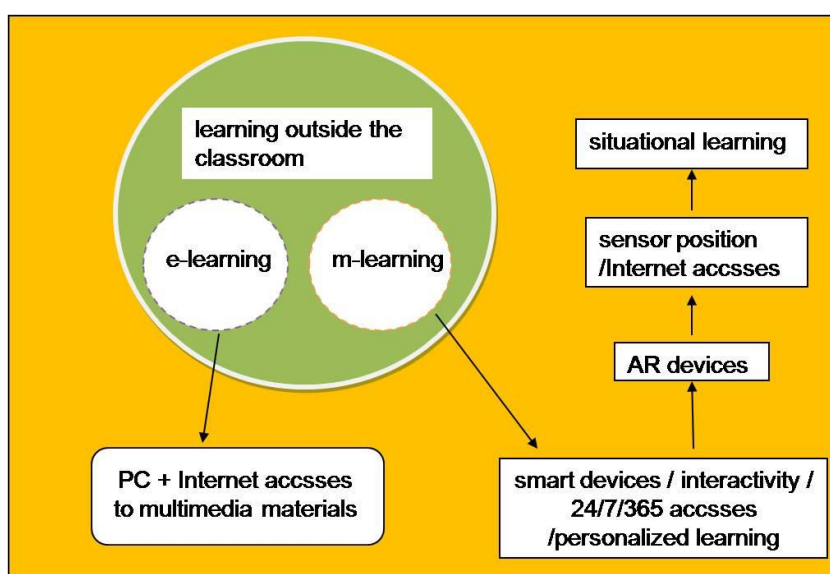 learning outside the
classroom
e-learning
m-learning
PC + Internet accsses
to multimedia materials
situational learning
sensor position
/Internet accsses
AR devices
smart devices / interactivity /
24/7/365 accsses
/personalized learning